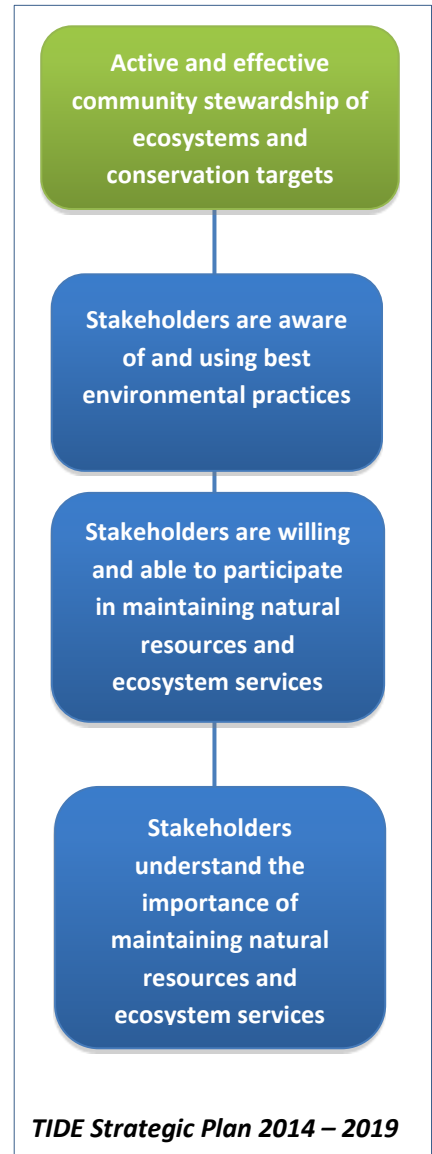 Active and effective
community stewardship of
ecosystems and
conservation targets
Stakeholders are aware
of and using best
environmental practices
Stakeholders are willing
and able to participate
in maintaining natural
resources and
ecosystem services
Stakeholders
understand the
importance of
maintaining natural
resources and
ecosystem services
TIDE Strategic Plan 2014 – 2019